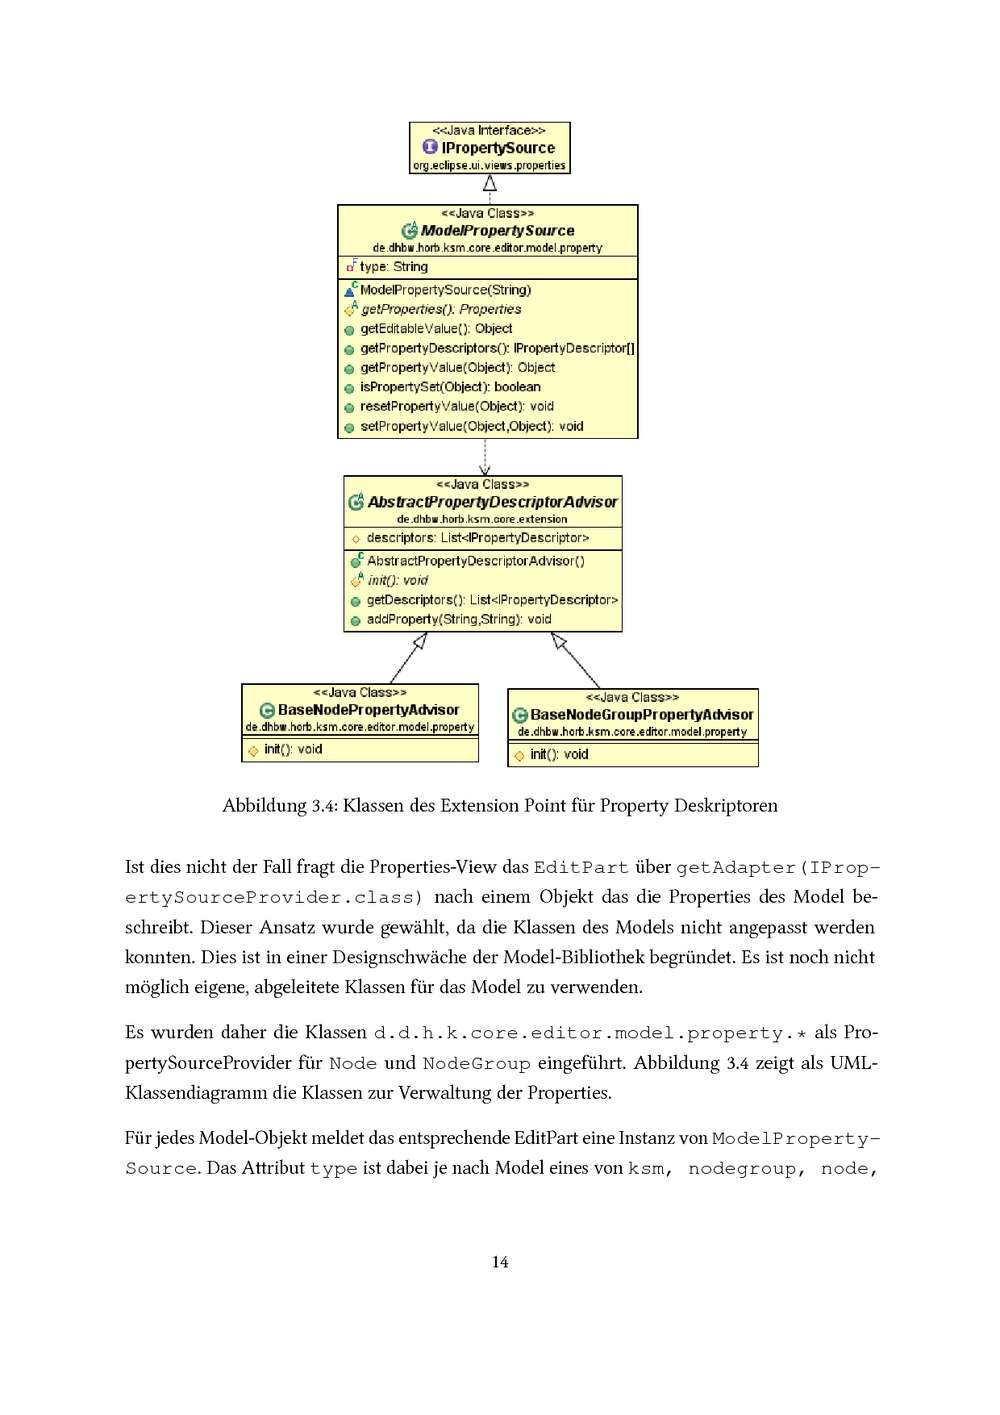 <<Java Interface>>
IPropertySource
org.eclipse.ui.views.properties
<<Java Class>>
ModelPropertySource
de.dhbw.horb.ksm.core.editor.model.property
type: String
ModelPropertySource(String)
getProperties(): Properties
getEditableValue(): Object
getPropertyDescriptors(): IPropertyDescriptor[]
getPropertyValue(Object): Object
isPropertySet(Object): boolean
resetPropertyValue(Object): void
setPropertyValue(Object,Object): void
<<Java Class>>
AbstractPropertyDescriptorAdvisor
de.dhbw.horb.ksm.core.extension
descriptors: List<IPropertyDescriptor>
AbstractPropertyDescriptorAdvisor()
init(): void
getDescriptors(): List<IPropertyDescriptor>
addProperty(String,String): void
<<Java Class>>
BaseNodePropertyAdvisor
de.dhbw.horb.ksm.core.editor.model.property
init(): void
<<Java Class>>
BaseNodeGroupPropertyAdvisor
de.dhbw.horb.ksm.core.editor.model.property
init(): void
Abbildung 3.4: Klassen des Extension Point für Property Deskriptoren
Ist dies nicht der Fall fragt die Properties-View das EditPart über getAdapter(IProp-
ertySourceProvider.class) nach einem Objekt das die Properties des Model be-
schreibt. Dieser Ansatz wurde gewählt, da die Klassen des Models nicht angepasst werden
konnten. Dies ist in einer Designschwäche der Model-Bibliothek begründet. Es ist noch nicht
möglich eigene, abgeleitete Klassen für das Model zu verwenden.
Es wurden daher die Klassen d.d.h.k.core.editor.model.property.* als Pro-
pertySourceProvider für Node und NodeGroup eingeführt. Abbildung 3.4 zeigt als UML-
Klassendiagramm die Klassen zur Verwaltung der Properties.
Für jedes Model-Objekt meldet das entsprechende EditPart eine Instanz von ModelProperty-
Source. Das Attribut type ist dabei je nach Model eines von ksm, nodegroup, node,
14